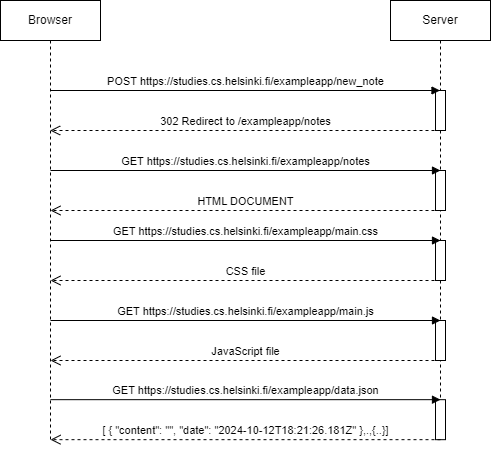 Browser
Server
POST https://studies.cs.helsinki.fi/exampleapp/new_note
302 Redirect to /exampleapp/notes
GET https://studies.cs.helsinki.fi/exampleapp/notes
HTML DOCUMENT
GET https://studies.cs.helsinki.fi/exampleapp/main.css
CSS file
GET https://studies.cs.helsinki.fi/exampleapp/main.js
JavaScript file
GET https://studies.cs.helsinki.fi/exampleapp/data.json
[ { "content": "", "date": "2024-10-12T18:21:26.181Z" },.,{..}]